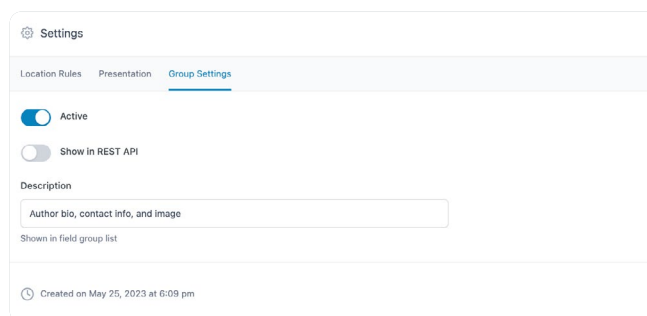 Settings
Location Rules Presentation Group Settings
Active
Show in REST API
Description
Author bio, contact info, and image
Shown in field group list
Created on May 25, 2023 at 6:09 pm